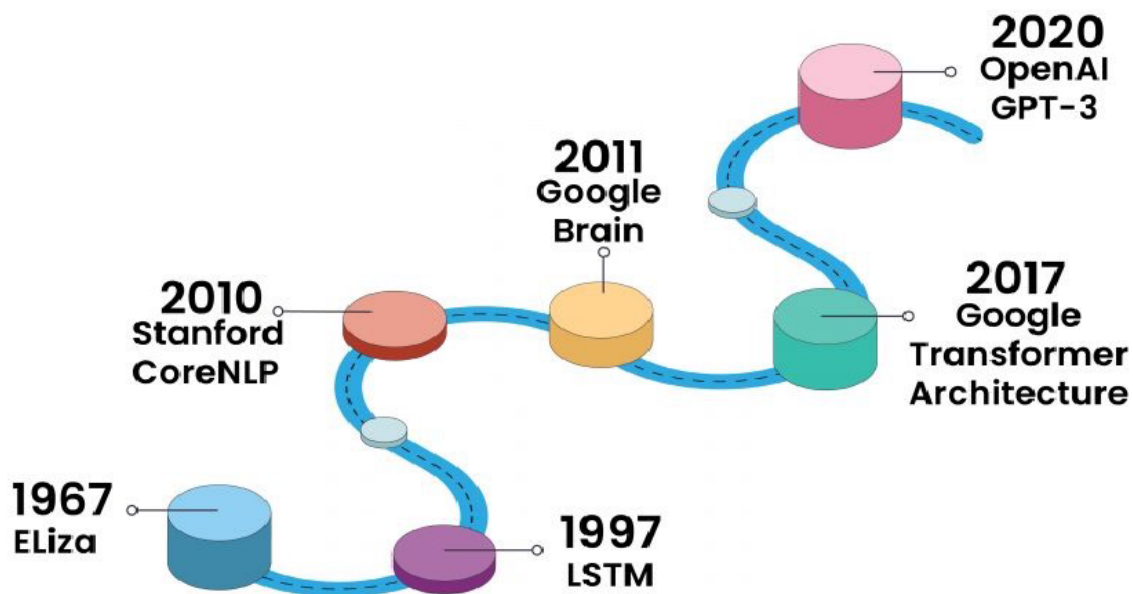 2020
OpenAI
GPT-3
2011
Google
Brain
2010
Stanford
CoreNLP
2017
Google
Transformer
Architecture
1967
ELiza
1997
LSTM